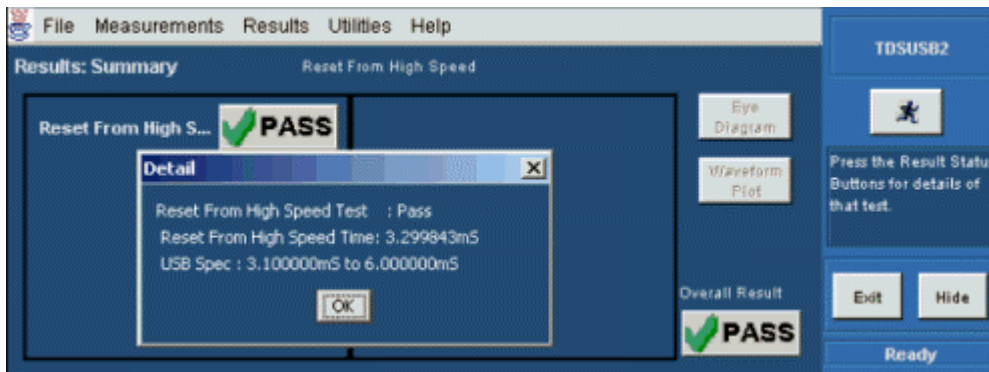 File Measurements Results Utilities Help
TDSUSB2
Results: Summary Reset From High Speed
Reset From High S... PASS
Eye
Diagram
Detail
Waveform
Plot
Press the Result Statu
Buttons for details of
that test.
Reset From High Speed Test : Pass
Reset From High Speed Time: 3.299843mS
USB Spec : 3.100000mS to 6.000000mS
OK
Overall Result
PASS
Exit Hide
Ready